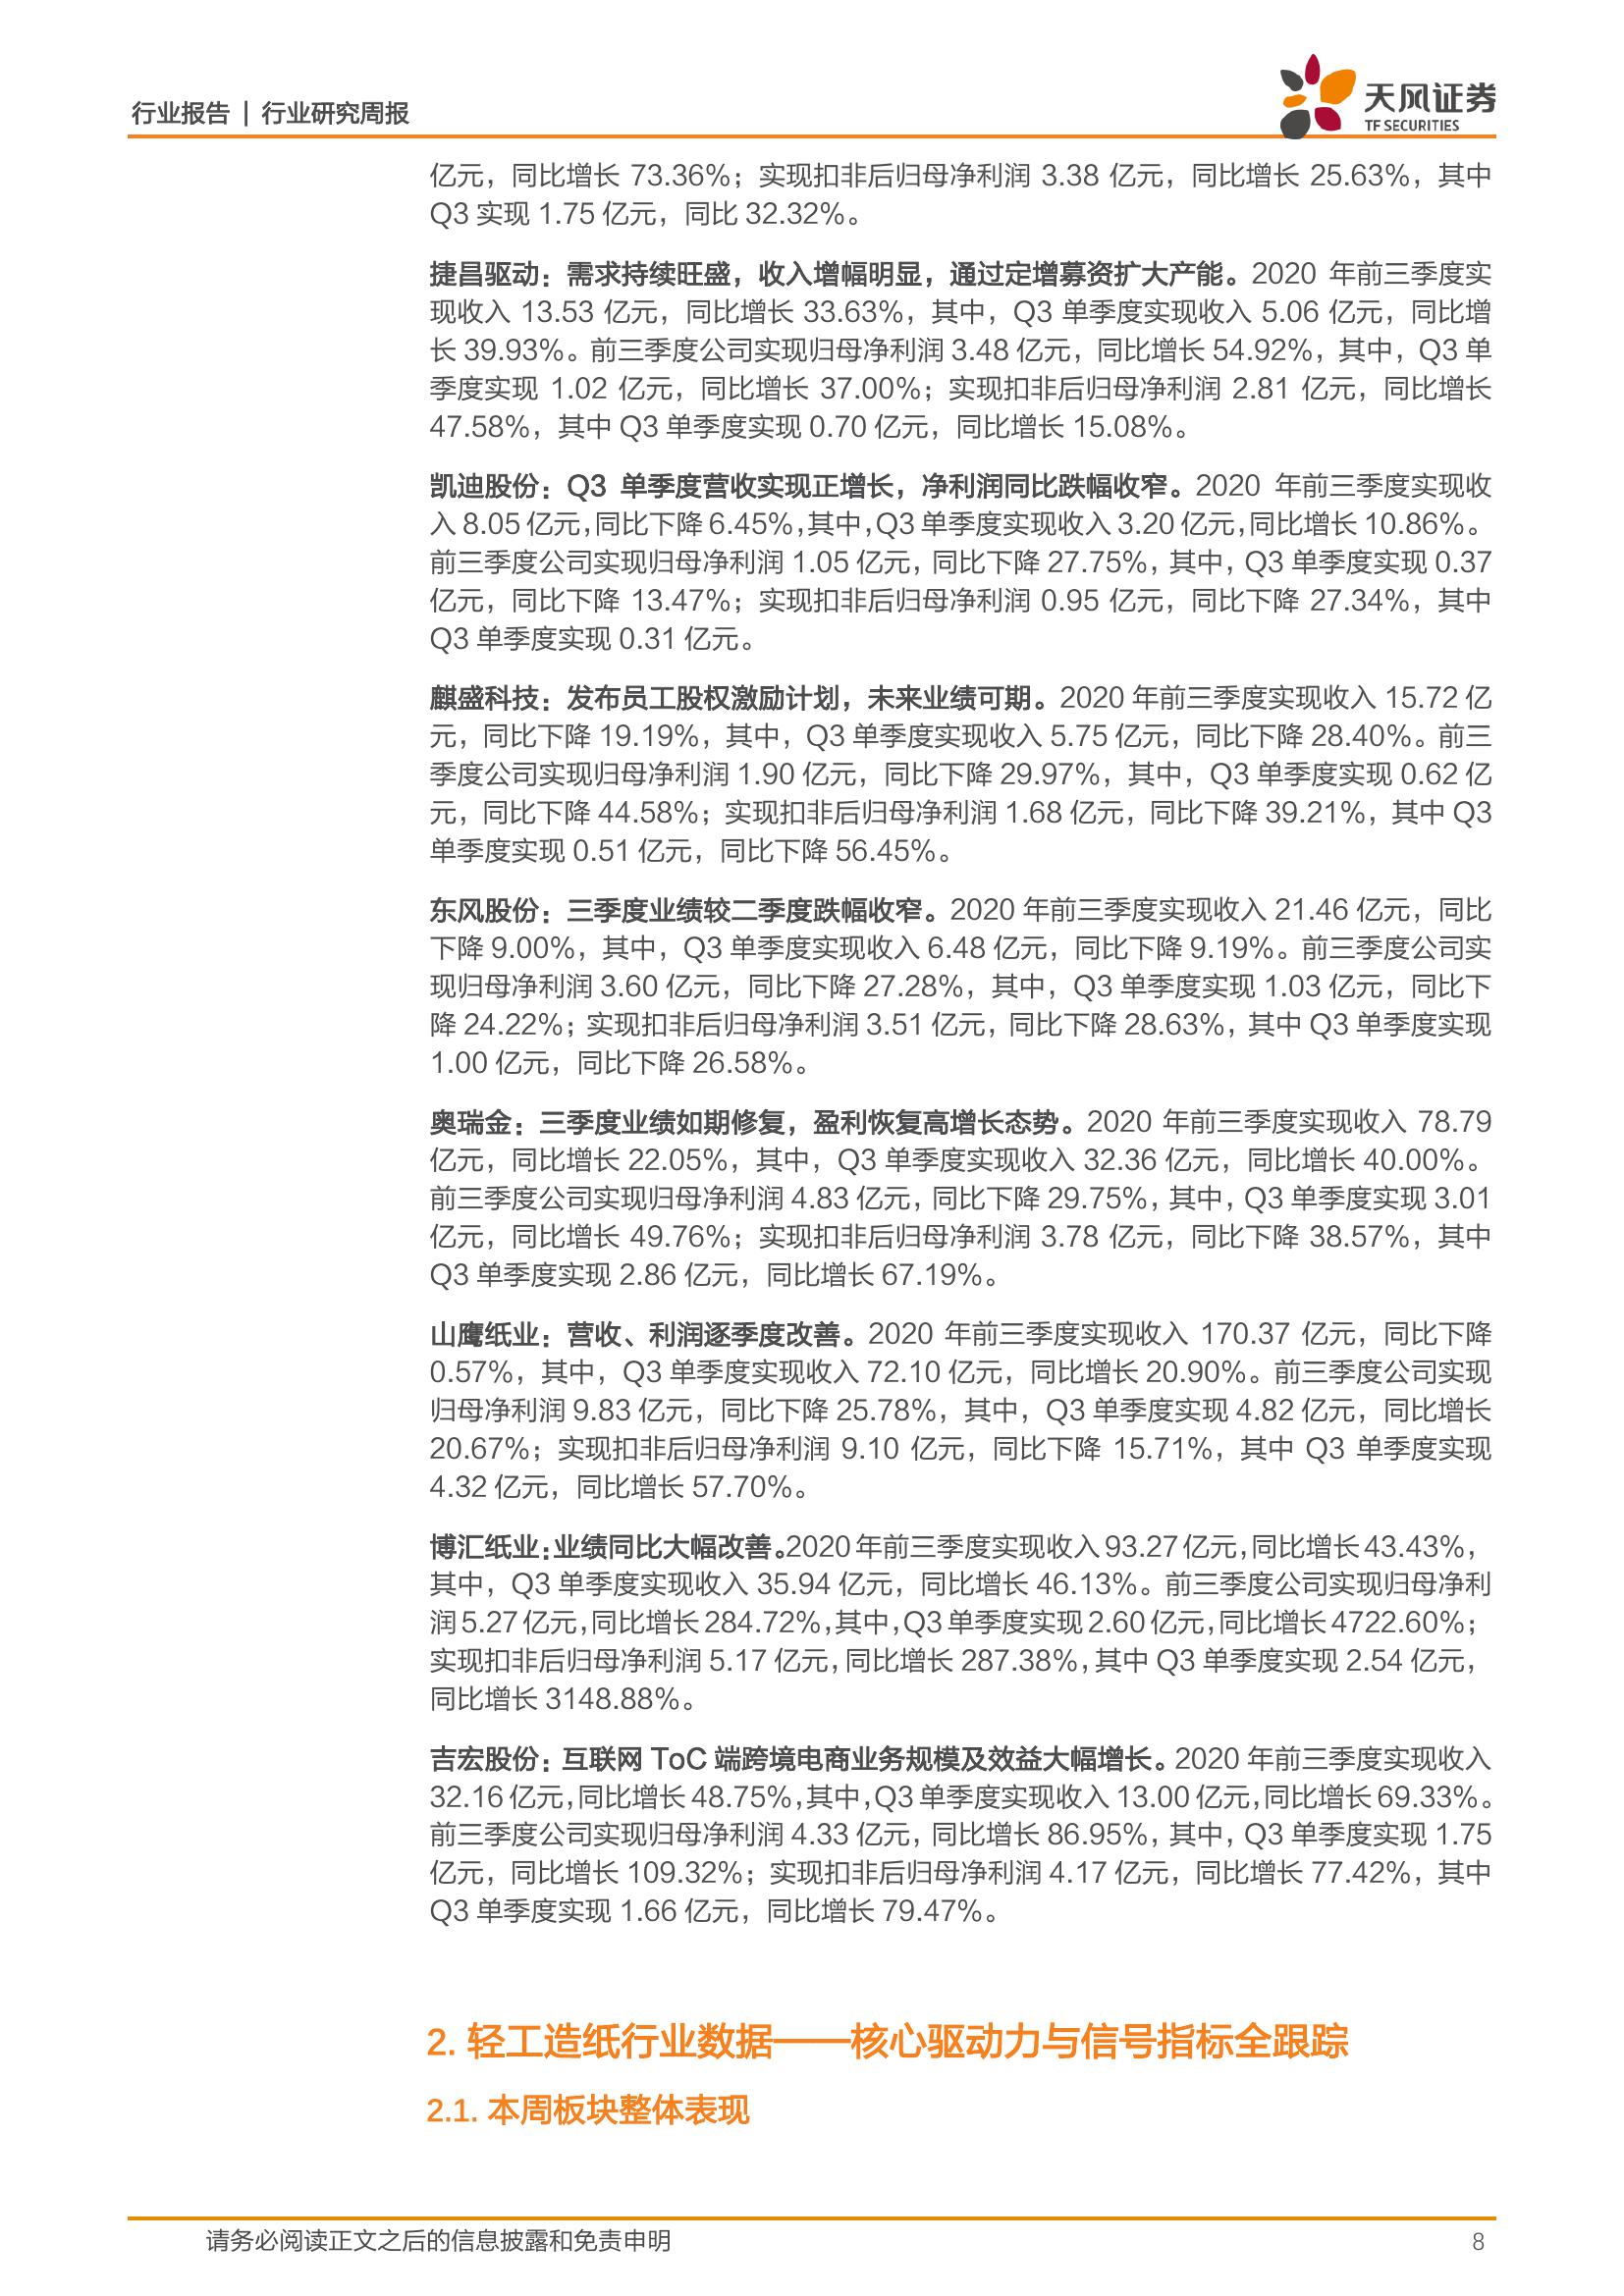 行业报告 | 行业研究周报
天风证券
TF SECURITIES
亿元，同比增长 73.36%；实现扣非后归母净利润 3.38 亿元，同比增长 25.63%，其中
Q3 实现 1.75 亿元，同比 32.32%。
捷昌驱动：需求持续旺盛，收入增幅明显，通过定增募资扩大产能。2020 年前三季度实
现收入 13.53 亿元，同比增长 33.63%，其中，Q3 单季度实现收入 5.06 亿元，同比增
长 39.93%。前三季度公司实现归母净利润 3.48 亿元，同比增长 54.92%，其中，Q3 单
季度实现 1.02 亿元，同比增长 37.00%；实现扣非后归母净利润 2.81 亿元，同比增长
47.58%，其中 Q3 单季度实现 0.70 亿元，同比增长 15.08%。
凯迪股份：Q3 单季度营收实现正增长，净利润同比跌幅收窄。2020 年前三季度实现收
入 8.05 亿元，同比下降 6.45%，其中，Q3 单季度实现收入 3.20 亿元，同比增长 10.86%。
前三季度公司实现归母净利润 1.05 亿元，同比下降 27.75%，其中，Q3 单季度实现 0.37
亿元，同比下降 13.47%；实现扣非后归母净利润 0.95 亿元，同比下降 27.34%，其中
Q3 单季度实现 0.31 亿元。
麒盛科技：发布员工股权激励计划，未来业绩可期。2020 年前三季度实现收入 15.72 亿
元，同比下降 19.19%，其中，Q3 单季度实现收入 5.75 亿元，同比下降 28.40%。前三
季度公司实现归母净利润 1.90 亿元，同比下降 29.97%，其中，Q3 单季度实现 0.62 亿
元，同比下降 44.58%；实现扣非后归母净利润 1.68 亿元，同比下降 39.21%，其中 Q3
单季度实现 0.51 亿元，同比下降 56.45%。
东风股份：三季度业绩较二季度跌幅收窄。2020 年前三季度实现收入 21.46 亿元，同比
下降 9.00%，其中，Q3 单季度实现收入 6.48 亿元，同比下降 9.19%。前三季度公司实
现归母净利润 3.60 亿元，同比下降 27.28%，其中，Q3 单季度实现 1.03 亿元，同比下
降 24.22%；实现扣非后归母净利润 3.51 亿元，同比下降 28.63%，其中 Q3 单季度实现
1.00 亿元，同比下降 26.58%。
奥瑞金：三季度业绩如期修复，盈利恢复高增长态势。2020 年前三季度实现收入 78.79
亿元，同比增长 22.05%，其中，Q3 单季度实现收入 32.36 亿元，同比增长 40.00%。
前三季度公司实现归母净利润 4.83 亿元，同比下降 29.75%，其中，Q3 单季度实现 3.01
亿元，同比增长 49.76%；实现扣非后归母净利润 3.78 亿元，同比下降 38.57%，其中
Q3 单季度实现 2.86 亿元，同比增长 67.19%。
山鹰纸业：营收、利润逐季度改善。2020 年前三季度实现收入 170.37 亿元，同比下降
0.57%，其中，Q3 单季度实现收入 72.10 亿元，同比增长 20.90%。前三季度公司实现
归母净利润 9.83 亿元，同比下降 25.78%，其中，Q3 单季度实现 4.82 亿元，同比增长
20.67%；实现扣非后归母净利润 9.10 亿元，同比下降 15.71%，其中 Q3 单季度实现
4.32 亿元，同比增长 57.70%。
博汇纸业：业绩同比大幅改善。2020 年前三季度实现收入 93.27 亿元，同比增长 43.43%，
其中，Q3 单季度实现收入 35.94 亿元，同比增长 46.13%。前三季度公司实现归母净利
润 5.27 亿元，同比增长 284.72%，其中，Q3 单季度实现 2.60 亿元，同比增长 4722.60%；
实现扣非后归母净利润 5.17 亿元，同比增长 287.38%，其中 Q3 单季度实现 2.54 亿元，
同比增长 3148.88%。
吉宏股份：互联网 ToC 端跨境电商业务规模及效益大幅增长。2020 年前三季度实现收入
32.16 亿元，同比增长 48.75%，其中，Q3 单季度实现收入 13.00 亿元，同比增长 69.33%。
前三季度公司实现归母净利润 4.33 亿元，同比增长 86.95%，其中，Q3 单季度实现 1.75
亿元，同比增长 109.32%；实现扣非后归母净利润 4.17 亿元，同比增长 77.42%，其中
Q3 单季度实现 1.66 亿元，同比增长 79.47%。
2. 轻工造纸行业数据——核心驱动力与信号指标全跟踪
2.1. 本周板块整体表现
请务必阅读正文之后的信息披露和免责申明
8